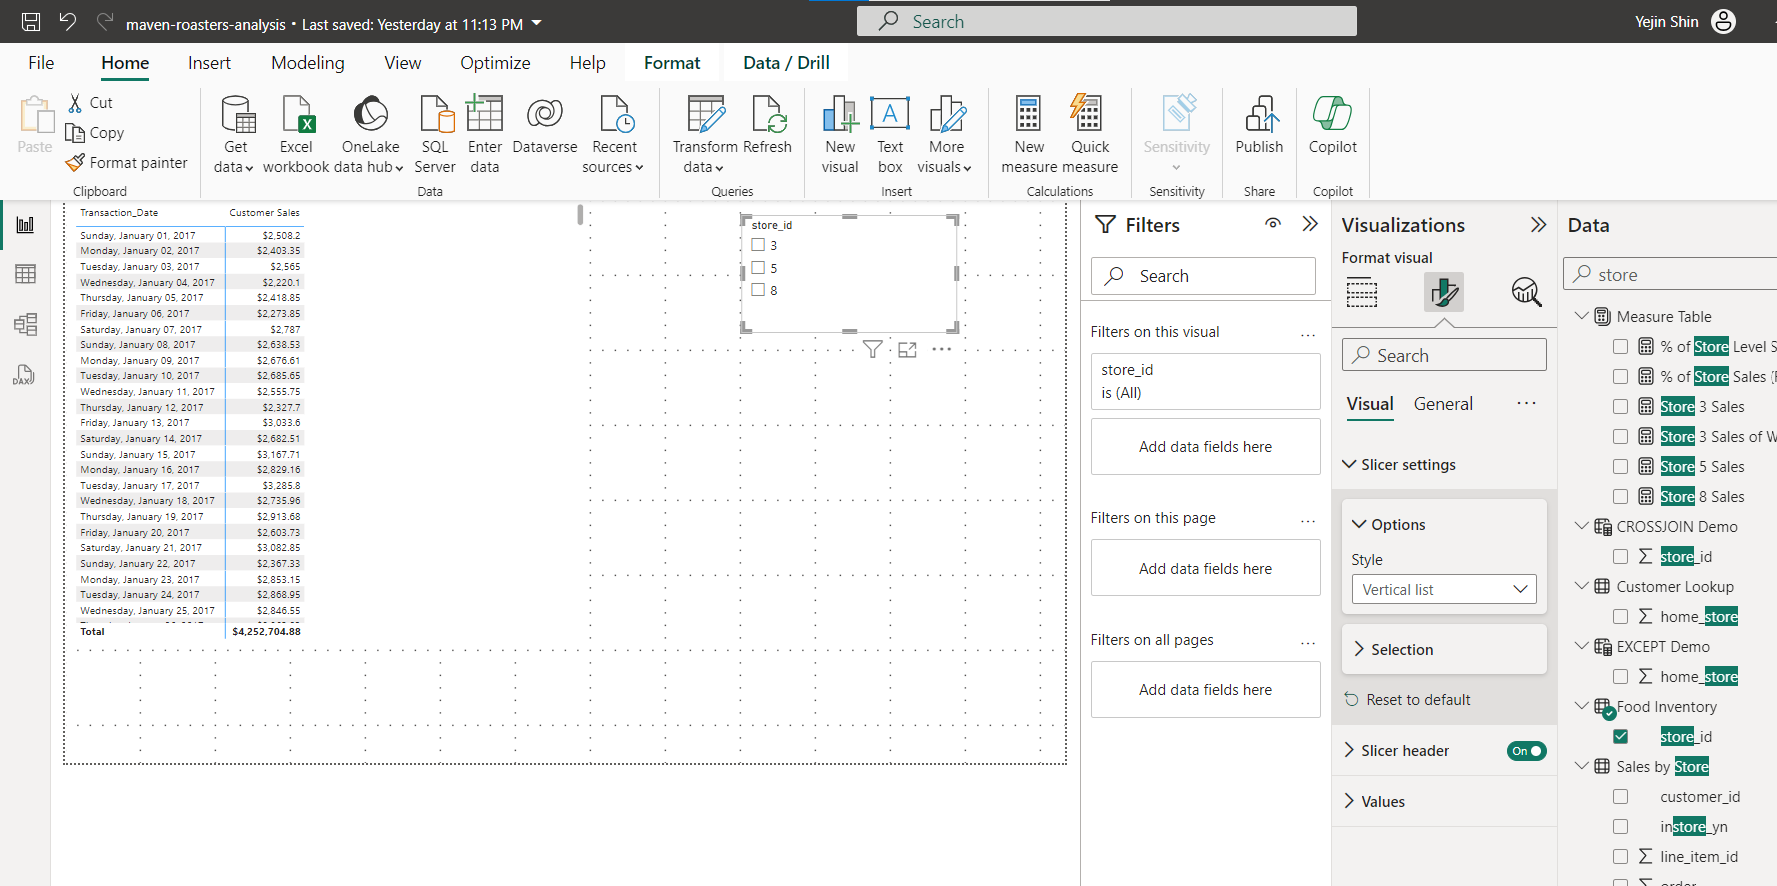 maven-roasters-analysis • Last saved: Yesterday at 11:13 PM
Search
Yejin Shin
File
Home
Insert
Modeling
View
Optimize
Help
Format
Data / Drill
Paste
Cut
Copy
Format painter
Clipboard
Get data
Excel workbook
OneLake data hub
SQL Server
Enter data
Dataverse
Recent sources
Data
Transform data
Refresh
Queries
New visual
A
Text box
More visuals
Insert
New measure
Quick measure
Calculations
Sensitivity
Sensitivity
Publish
Share
Copilot
Copilot
DAX
Transaction_Date Customer Sales
Sunday, January 01, 2017 $2,508.2
Monday, January 02, 2017 $2,403.35
Tuesday, January 03, 2017 $2,565
Wednesday, January 04, 2017 $2,220.1
Thursday, January 05, 2017 $2,418.85
Friday, January 06, 2017 $2,273.85
Saturday, January 07, 2017 $2,787
Sunday, January 08, 2017 $2,638.53
Monday, January 09, 2017 $2,676.61
Tuesday, January 10, 2017 $2,685.65
Wednesday, January 11, 2017 $2,555.75
Thursday, January 12, 2017 $2,327.7
Friday, January 13, 2017 $3,033.6
Saturday, January 14, 2017 $2,682.51
Sunday, January 15, 2017 $3,167.71
Monday, January 16, 2017 $2,829.16
Tuesday, January 17, 2017 $3,285.8
Wednesday, January 18, 2017 $2,735.96
Thursday, January 19, 2017 $2,913.68
Friday, January 20, 2017 $2,603.73
Saturday, January 21, 2017 $3,082.85
Sunday, January 22, 2017 $2,367.33
Monday, January 23, 2017 $2,853.15
Tuesday, January 24, 2017 $2,868.95
Wednesday, January 25, 2017 $2,846.55
Total $4,252,704.88
store_id
3
5
8
Filters
Search
Filters on this visual
store_id
is (All)
Add data fields here
Filters on this page
Add data fields here
Filters on all pages
Add data fields here
Visualizations
Format visual
Search
Visual General
Slicer settings
Options
Style
Vertical list
Selection
Reset to default
Slicer header On
Values
Data
store
Measure Table
% of Store Level S
% of Store Sales (
Store 3 Sales
Store 3 Sales of W
Store 5 Sales
Store 8 Sales
CROSSJOIN Demo
store_id
Customer Lookup
home_store
EXCEPT Demo
home_store
Food Inventory
store_id
Sales by Store
customer_id
instore_yn
line_item_id